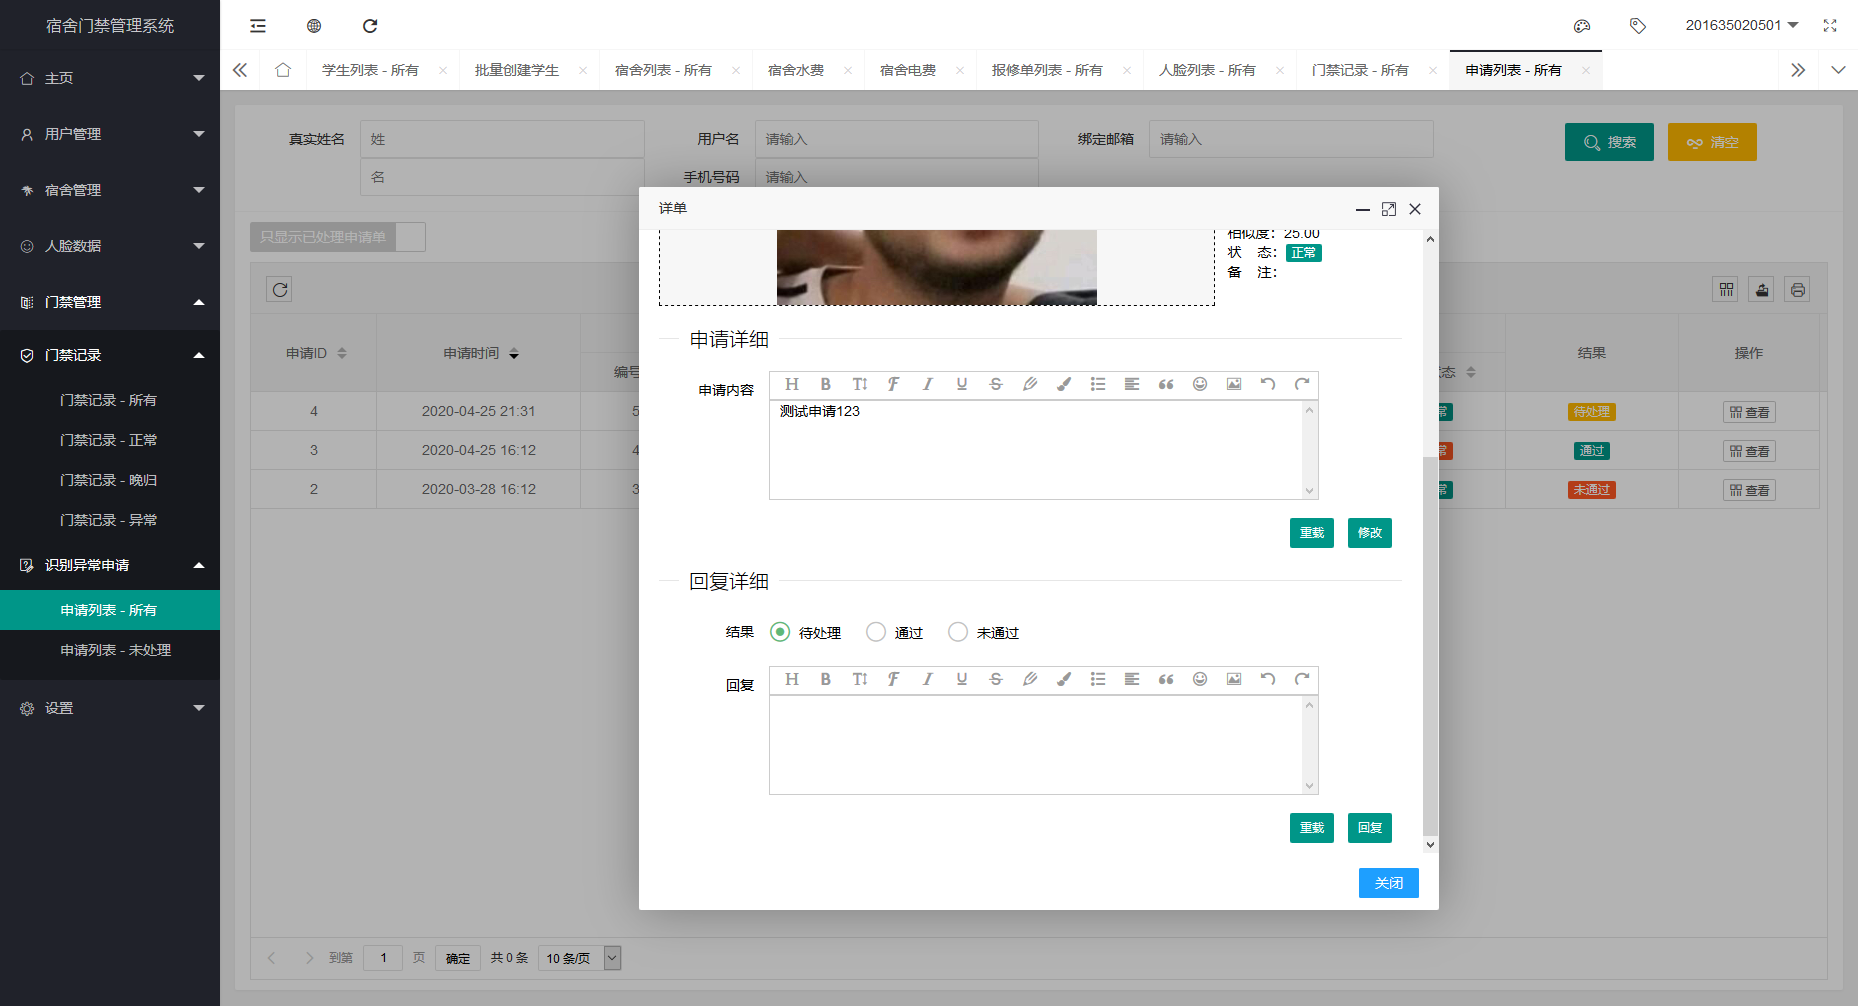 宿舍门禁管理系统
201635020501
主页
用户管理
宿舍管理
人脸数据
门禁管理
门禁记录
门禁记录 - 所有
门禁记录 - 正常
门禁记录 - 晚归
门禁记录 - 异常
识别异常申请
申请列表 - 所有
申请列表 - 未处理
设置
学生列表 - 所有
批量创建学生
宿舍列表 - 所有
宿舍水费
宿舍电费
报修单列表 - 所有
人脸列表 - 所有
门禁记录 - 所有
申请列表 - 所有
真实姓名 姓 用户名 请输入 绑定邮箱 请输入 搜索 清空
名 手机号码 请输入
只显示已处理申请单
申请ID 申请时间 编号 态 结果 操作
4 2020-04-25 21:31 5 常 待处理 查看
3 2020-04-25 16:12 4 常 通过 查看
2 2020-03-28 16:12 3 常 未通过 查看
详单
相似度：25.00
状 态：正常
备 注：
申请详细
申请内容
测试申请123
重载 修改
回复详细
结果 待处理 通过 未通过
回复
重载 回复
关闭
到第 1 页 确定 共 0 条 10 条/页